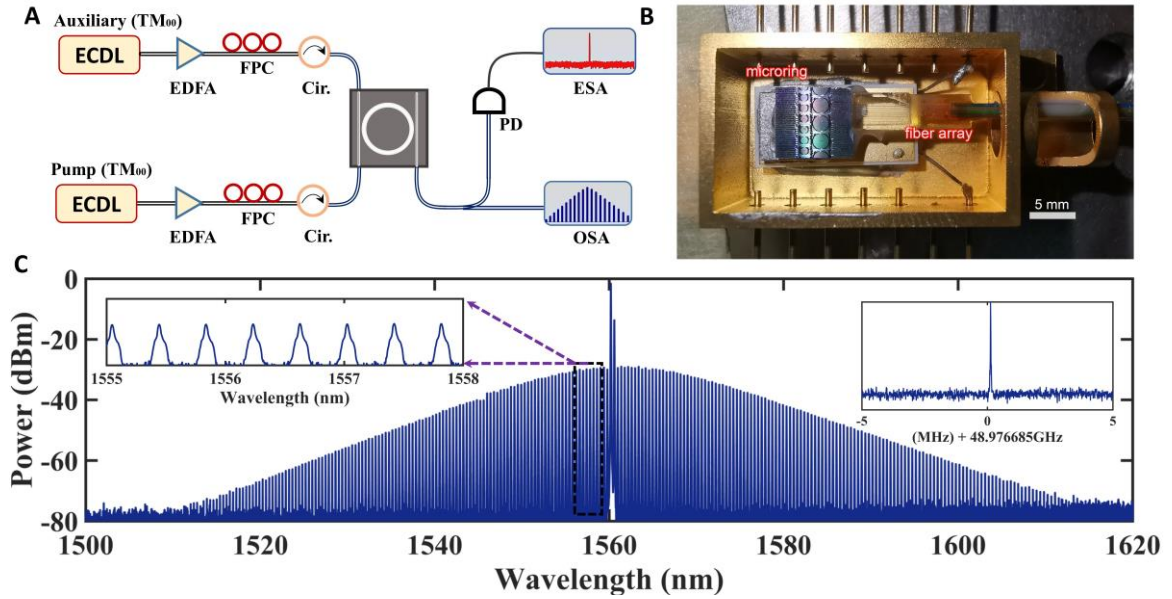 A
Auxiliary (TM₀₀)
ECDL
EDFA
FPC
Cir.
PD
ESA
Pump (TM₀₀)
ECDL
EDFA
FPC
Cir.
OSA
B
microring
fiber array
5 mm
C
Power (dBm)
0
-20
-40
-60
-80
1500
1520
1540
1560
1580
1600
1620
Wavelength (nm)
1555
1556
1557
1558
Wavelength (nm)
-5
0
5
(MHz) + 48.976685GHz